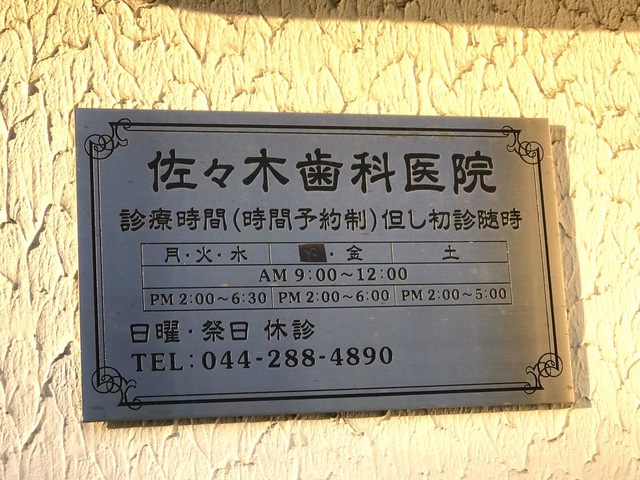 佐々木歯科医院
診療時間(時間予約制)但し初診随時
月・火・水 ・金 土
AM 9:00～12:00
PM 2:00～6:30 PM 2:00～6:00 PM 2:00～5:00
日曜・祭日 休診
TEL:044-288-4890